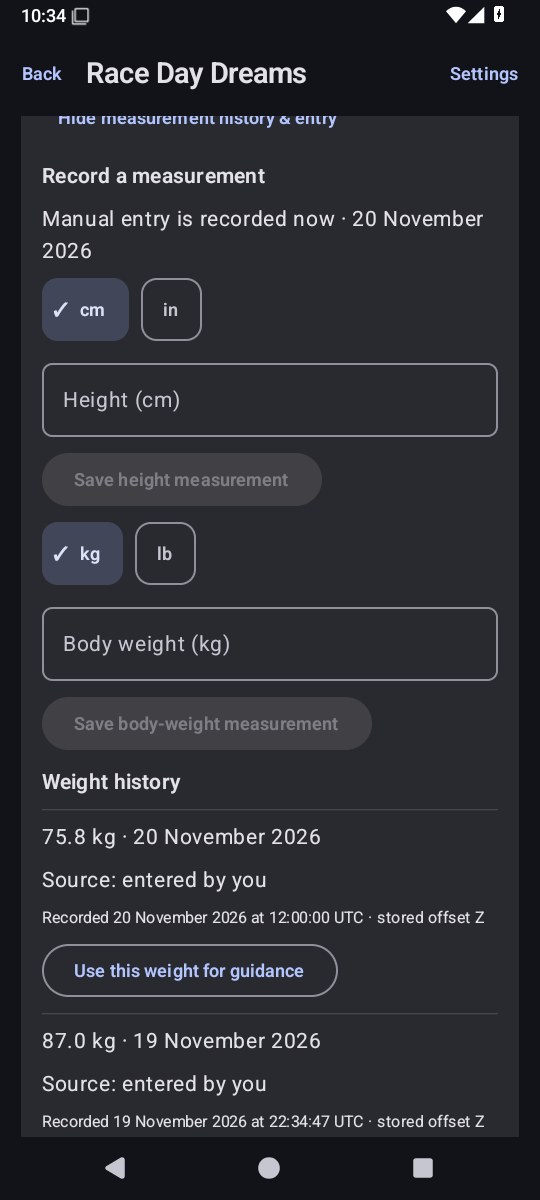 10:34
Back
Race Day Dreams
Settings
Hide measurement history & entry
Record a measurement
Manual entry is recorded now · 20 November
2026
✓ cm
in
Height (cm)
Save height measurement
✓ kg
lb
Body weight (kg)
Save body-weight measurement
Weight history
75.8 kg · 20 November 2026
Source: entered by you
Recorded 20 November 2026 at 12:00:00 UTC · stored offset Z
Use this weight for guidance
87.0 kg · 19 November 2026
Source: entered by you
Recorded 19 November 2026 at 22:34:47 UTC · stored offset Z